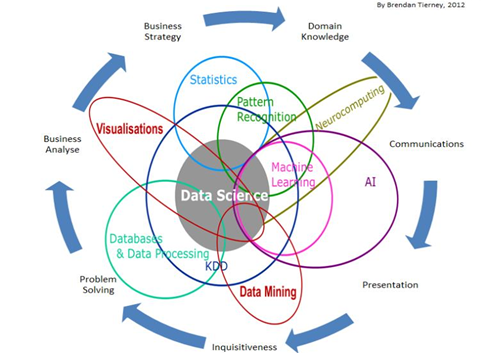 By Brendan Tierney, 2012
Business
Strategy
Domain
Knowledge
Statistics
Pattern
Recognition
Neurocomputing
Visualisations
Business
Analyse
Communications
Machine
Learning
AI
Data Science
Databases
& Data Processing
KDD
Data Mining
Problem
Solving
Presentation
Inquisitiveness